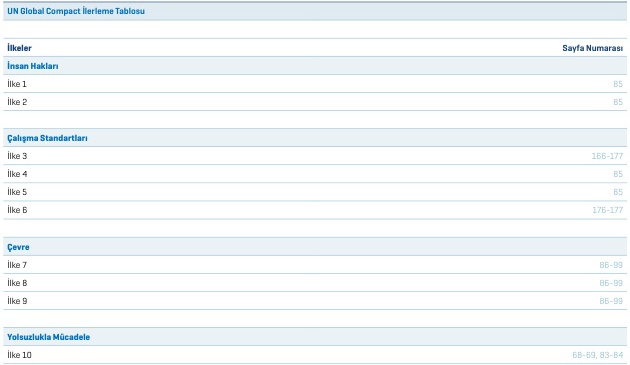 UN Global Compact İlerleme Tablosu
İlkeler Sayfa Numarası
İnsan Hakları
İlke 1 85
İlke 2 85
Çalışma Standartları
İlke 3 166-177
İlke 4 85
İlke 5 85
İlke 6 176-177
Çevre
İlke 7 86-99
İlke 8 86-99
İlke 9 86-99
Yolsuzlukla Mücadele
İlke 10 68-69, 83-84